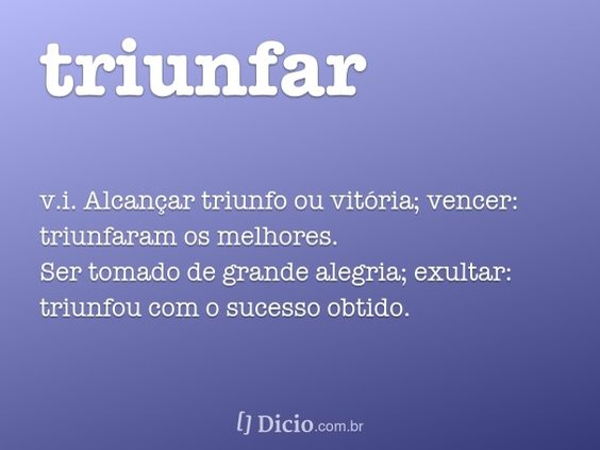 triunfar
v.i. Alcançar triunfo ou vitória; vencer:
triunfaram os melhores.
Ser tomado de grande alegria; exultar:
triunfou com o sucesso obtido.
[] Dicio.com.br